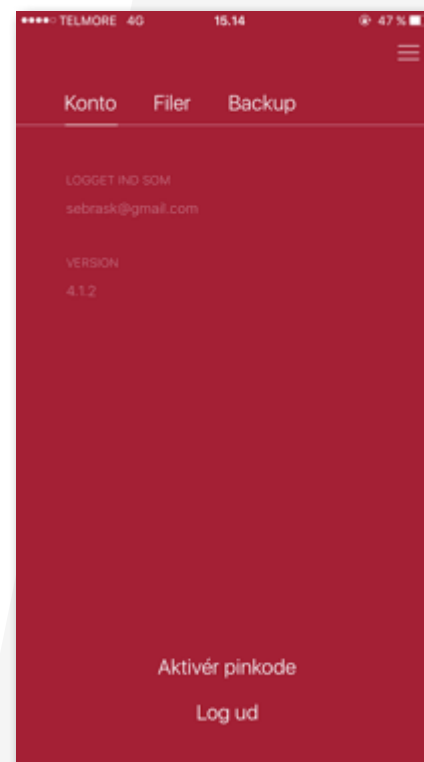 TELMORE 4G 15.14 47 %
Konto Filer Backup
LOGGET IND SOM
sebrask@gmail.com
VERSION
4.1.2
Aktivér pinkode
Log ud